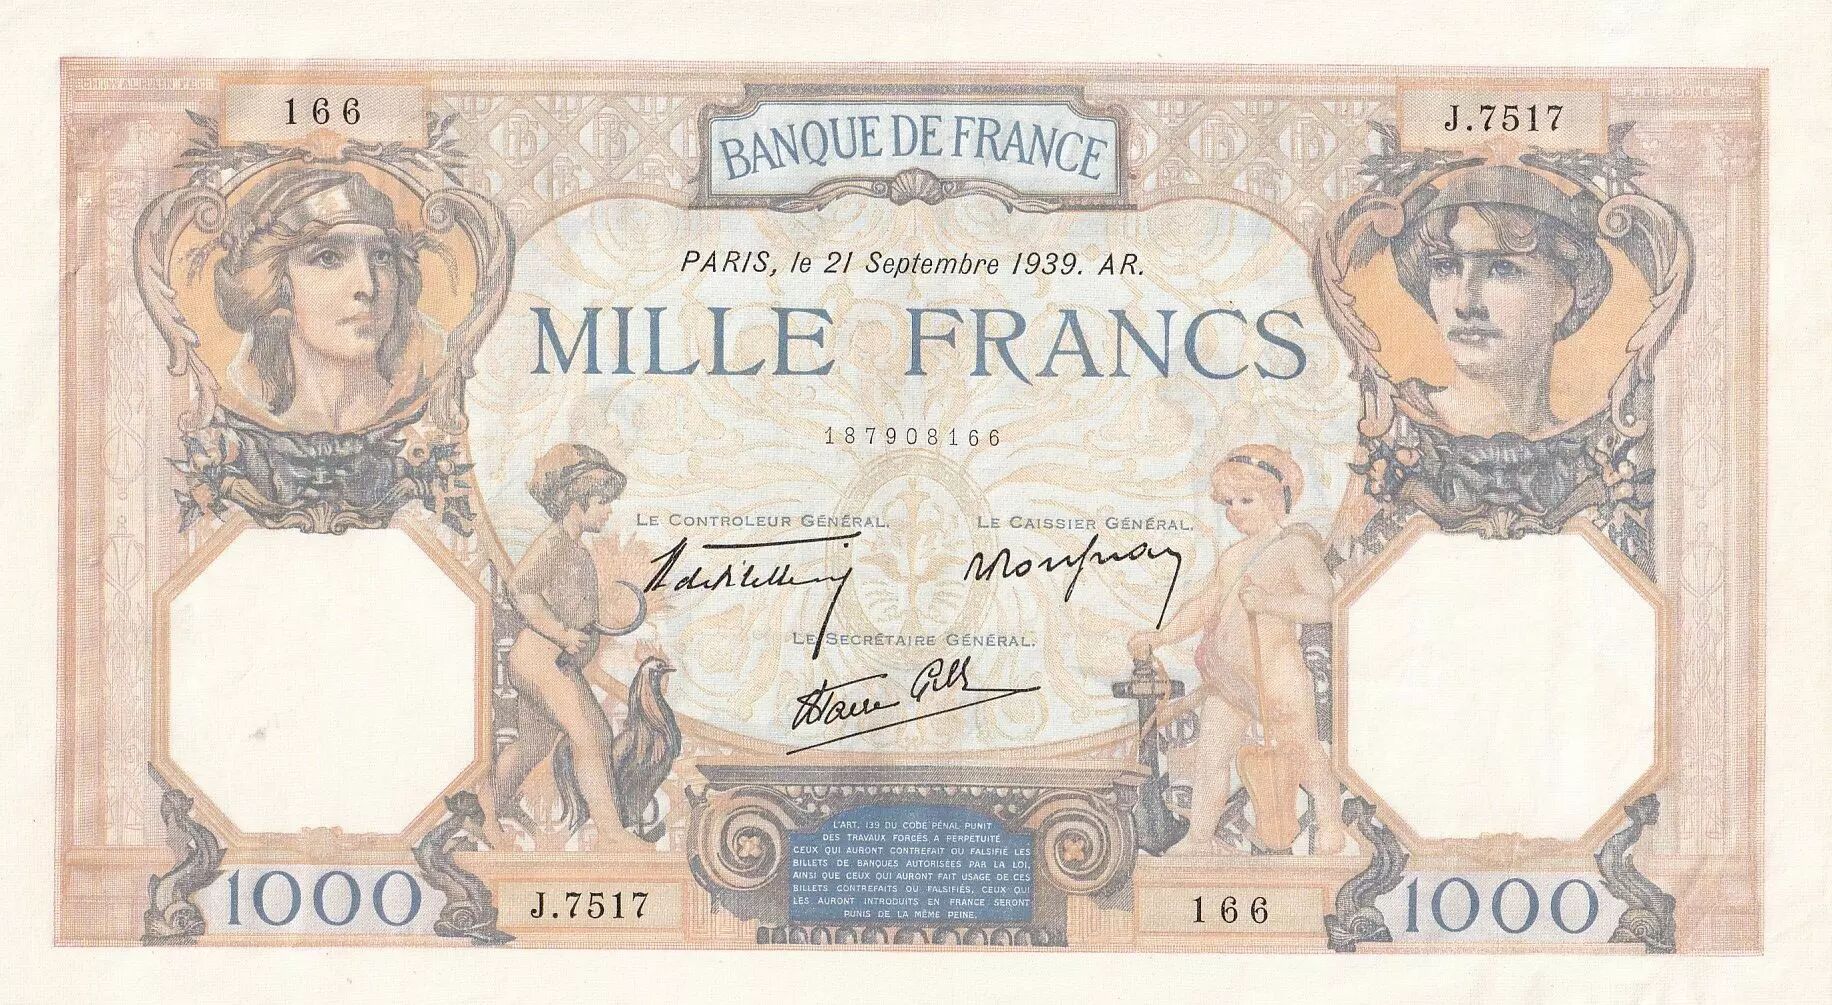 166
J.7517
BANQUE DE FRANCE
PARIS, le 21 Septembre 1939. AR.
MILLE FRANCS
187908166
LE CONTROLEUR GÉNÉRAL.
LE CAISSIER GÉNÉRAL.
LE SECRÉTAIRE GÉNÉRAL.
L'ART. 139 DU CODE PÉNAL PUNIT
DES TRAVAUX FORCÉS A PERPÉTUITÉ
CEUX QUI AURONT CONTREFAIT OU FALSIFIÉ LES
BILLETS DE BANQUES AUTORISÉES PAR LA LOI,
AINSI QUE CEUX QUI AURONT FAIT USAGE DE CES
BILLETS CONTREFAITS OU FALSIFIÉS, CEUX QUI
LES AURONT INTRODUITS EN FRANCE SERONT
PUNIS DE LA MÊME PEINE.
1000
J.7517
166
1000